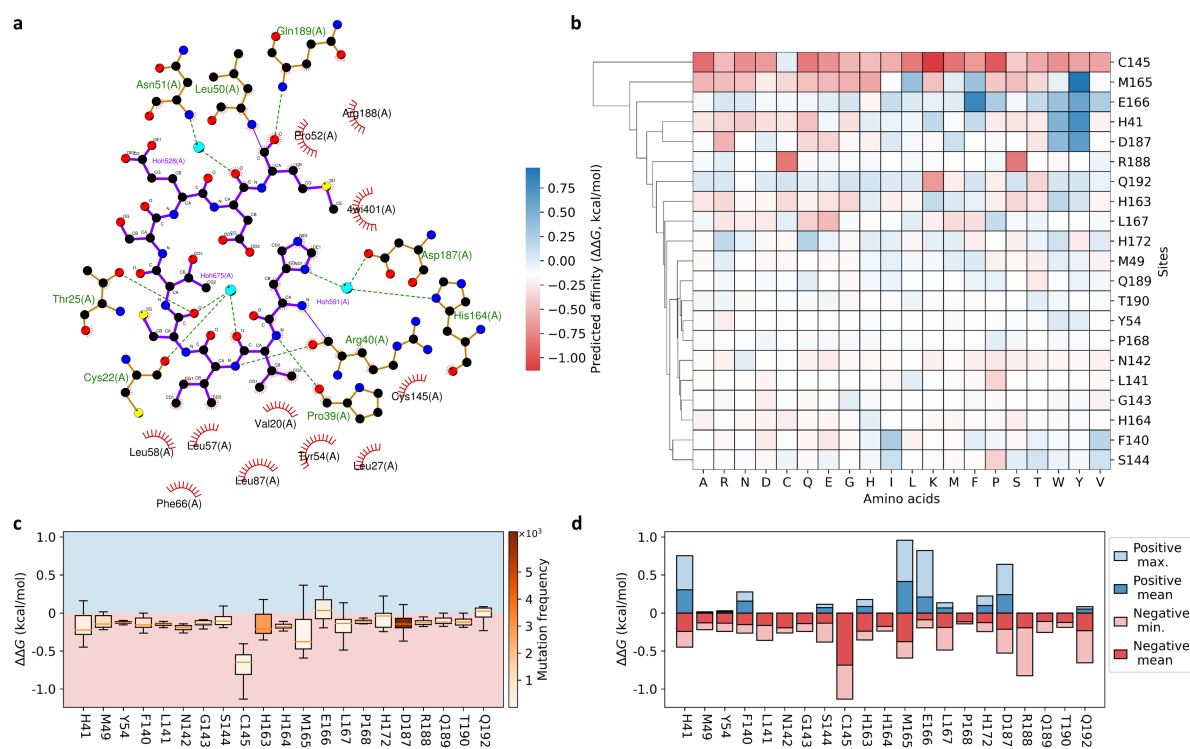 a
Gln189(A)
Asn51(A)
Leu50(A)
Arg188(A)
Pro52(A)
Hoh528(A)
4wi401(A)
Asp187(A)
Hoh675(A)
Thr25(A)
Hoh591(A)
His164(A)
Arg40(A)
Cys22(A)
Cys145(A)
Pro39(A)
Val20(A)
Leu58(A)
Leu57(A)
Tyr54(A)
Leu27(A)
Leu87(A)
Phe66(A)
b
0.75
0.50
0.25
0.00
−0.25
−0.50
−0.75
−1.00
Predicted affinity (ΔΔG, kcal/mol)
C145
M165
E166
H41
D187
R188
Q192
H163
L167
H172
M49
Q189
T190
Y54
P168
N142
L141
G143
H164
F140
S144
Sites
A R N D C Q E G H I L K M F P S T W Y V
Amino acids
c
1.0
0.5
0.0
-0.5
-1.0
ΔΔG (kcal/mol)
H41 M49 Y54 F140 L141 N142 G143 S144 C145 H163 H164 M165 E166 L167 P168 H172 D187 R188 Q189 T190 Q192
×10³
5
4
3
2
1
Mutation frequency
d
1.0
0.5
0.0
-0.5
-1.0
ΔΔG (kcal/mol)
H41 M49 Y54 F140 L141 N142 G143 S144 C145 H163 H164 M165 E166 L167 P168 H172 D187 R188 Q189 T190 Q192
Positive
max.
Positive
mean
Negative
min.
Negative
mean